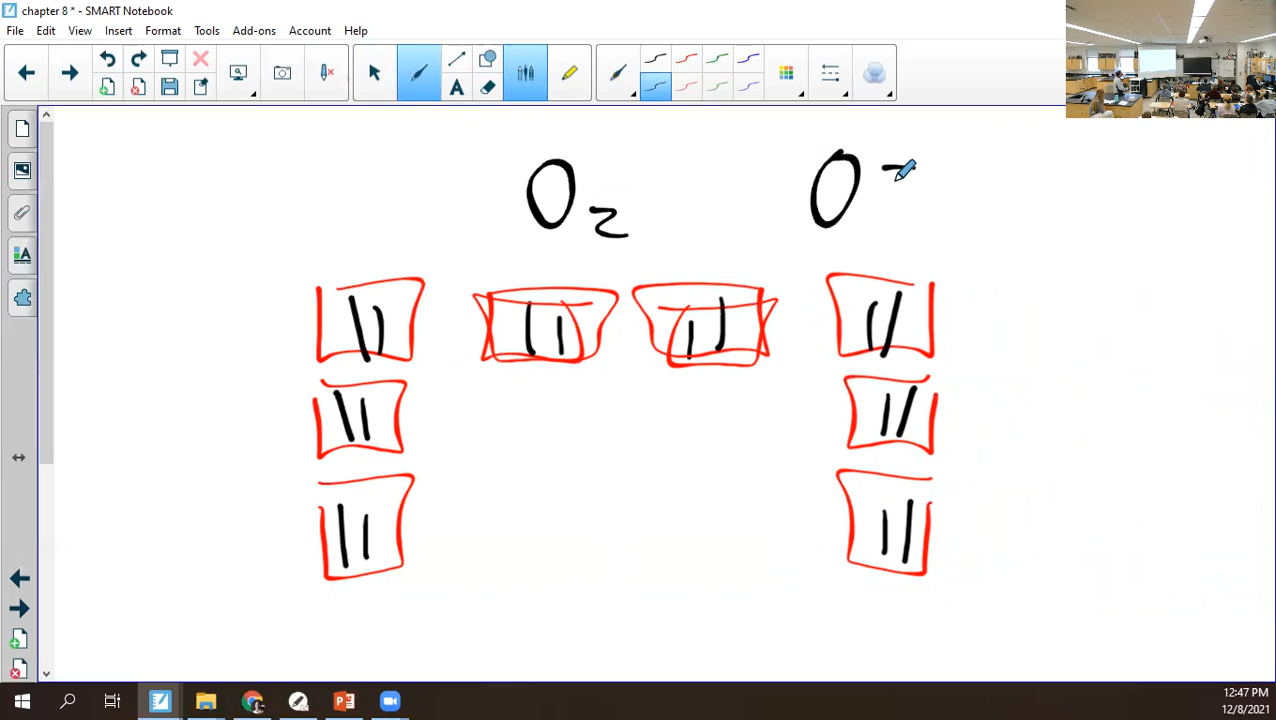 chapter 8 * - SMART Notebook
File Edit View Insert Format Tools Add-ons Account Help
O2 O
12:47 PM
12/8/2021